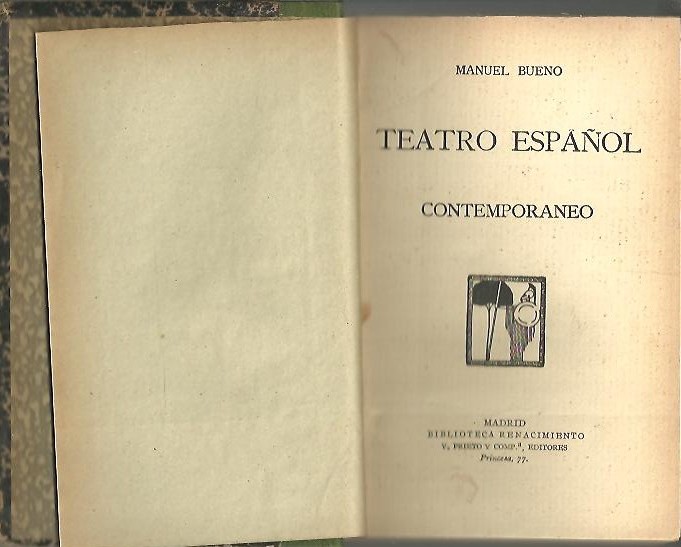 MANUEL BUENO
TEATRO ESPAÑOL
CONTEMPORANEO
MADRID
BIBLIOTECA RENACIMIENTO
V. PRIETO Y COMP.ª, EDITORES
Princesa, 77.